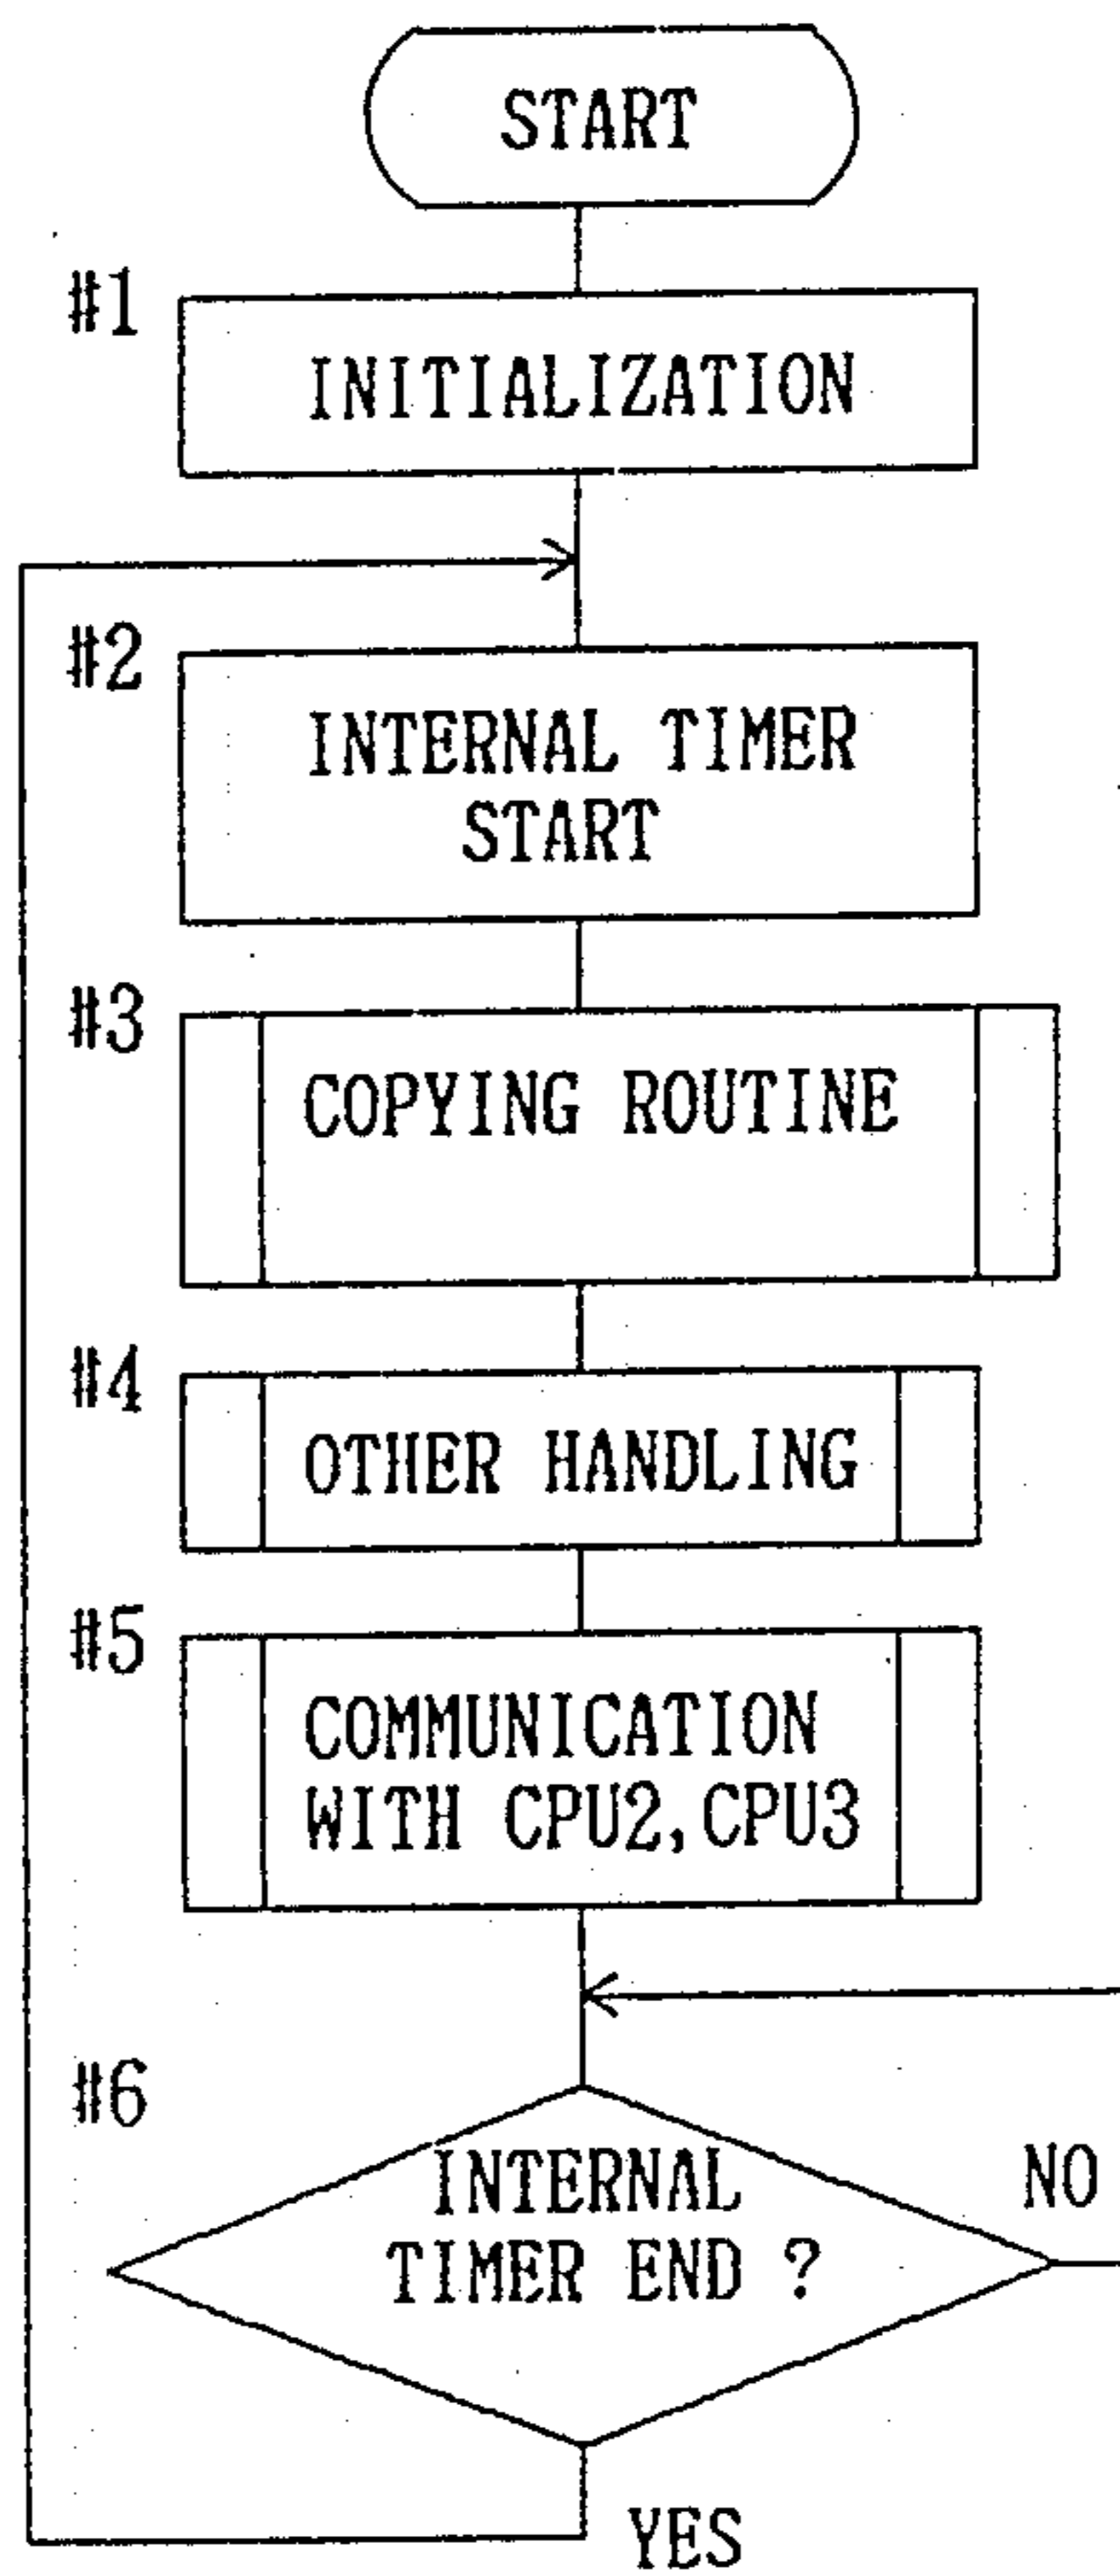 START
#1
INITIALIZATION
#2
INTERNAL TIMER
START
#3
COPYING ROUTINE
#4
OTHER HANDLING
#5
COMMUNICATION
WITH CPU2,CPU3
#6
INTERNAL
TIMER END ?
NO
YES